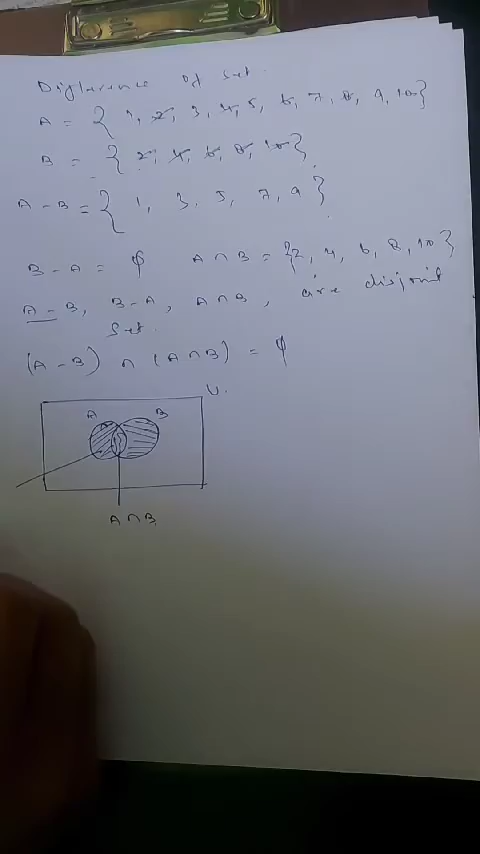 Difference of set.
A = { 1, 2, 3, 4, 5, 6, 7, 8, 9, 10 }
B = { 2, 4, 6, 8, 10 },
A - B = { 1, 3, 5, 7, 9 }
B - A = φ A ∩ B = {2, 4, 6, 8, 10}
A - B, B - A, A ∩ B, are disjoint
set.
(A - B) ∩ (A ∩ B) = φ
U.
A B
A ∩ B